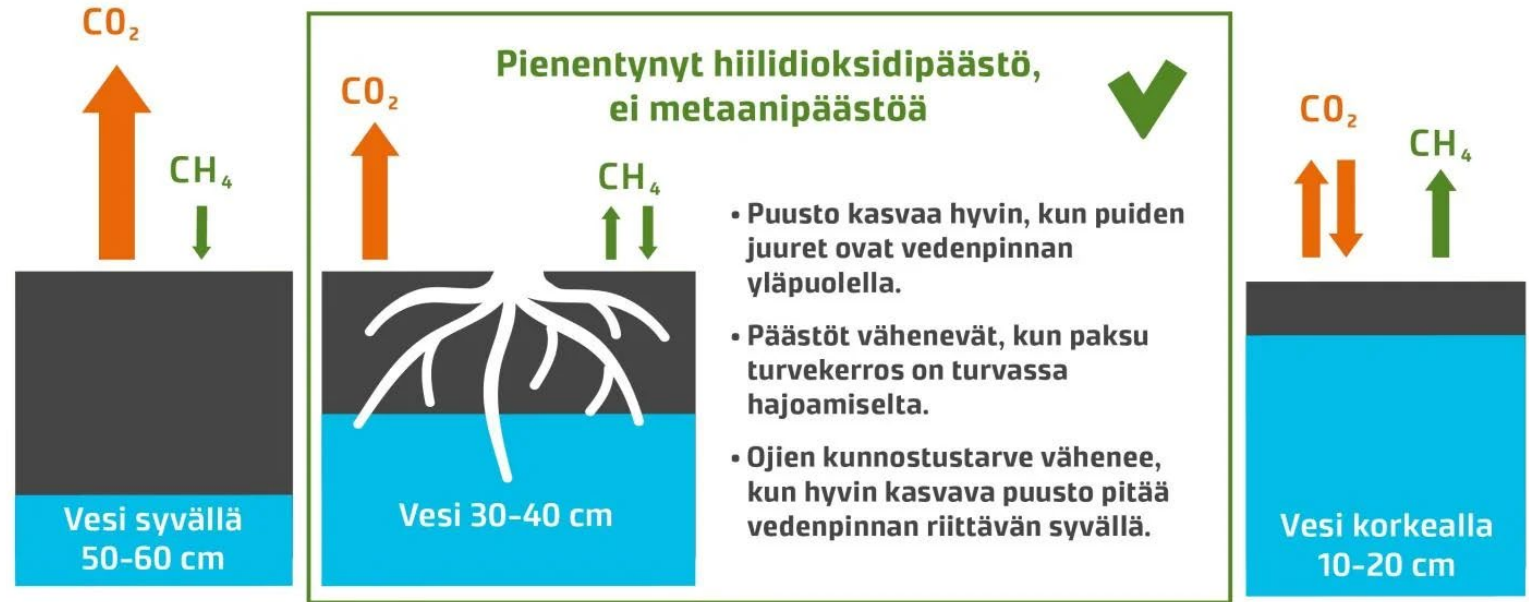 CO₂
CH₄
Vesi syvällä
50-60 cm
Pienentynyt hiilidioksidipäästö,
ei metaanipäästöä
CO₂
CH₄
Vesi 30-40 cm
• Puusto kasvaa hyvin, kun puiden
juuret ovat vedenpinnan
yläpuolella.
• Päästöt vähenevät, kun paksu
turvekerros on turvassa
hajoamiselta.
• Ojien kunnostustarve vähenee,
kun hyvin kasvava puusto pitää
vedenpinnan riittävän syvällä.
CO₂
CH₄
Vesi korkealla
10-20 cm